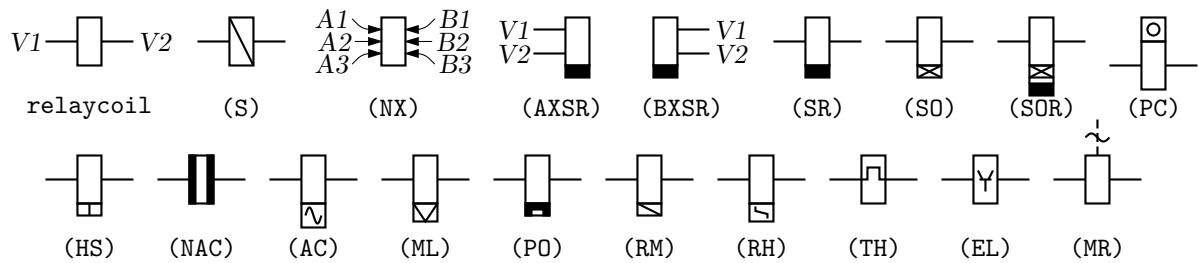 V1 V2 A1 A2 A3 B1 B2 B3 V1 V2 V1 V2
relaycoil (S) (NX) (AXSR) (BXSR) (SR) (SO) (SOR) (PC)
(HS) (NAC) (AC) (ML) (PO) (RM) (RH) (TH) (EL) (MR)